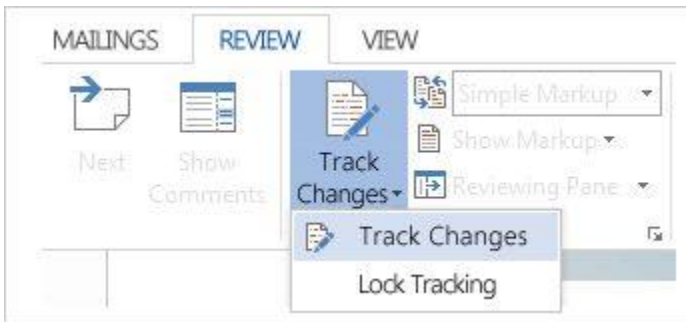 MAILINGS
REVIEW
VIEW
Next
Show
Comments
Track
Changes
Simple Markup
Show Markup
Reviewing Pane
Track Changes
Lock Tracking